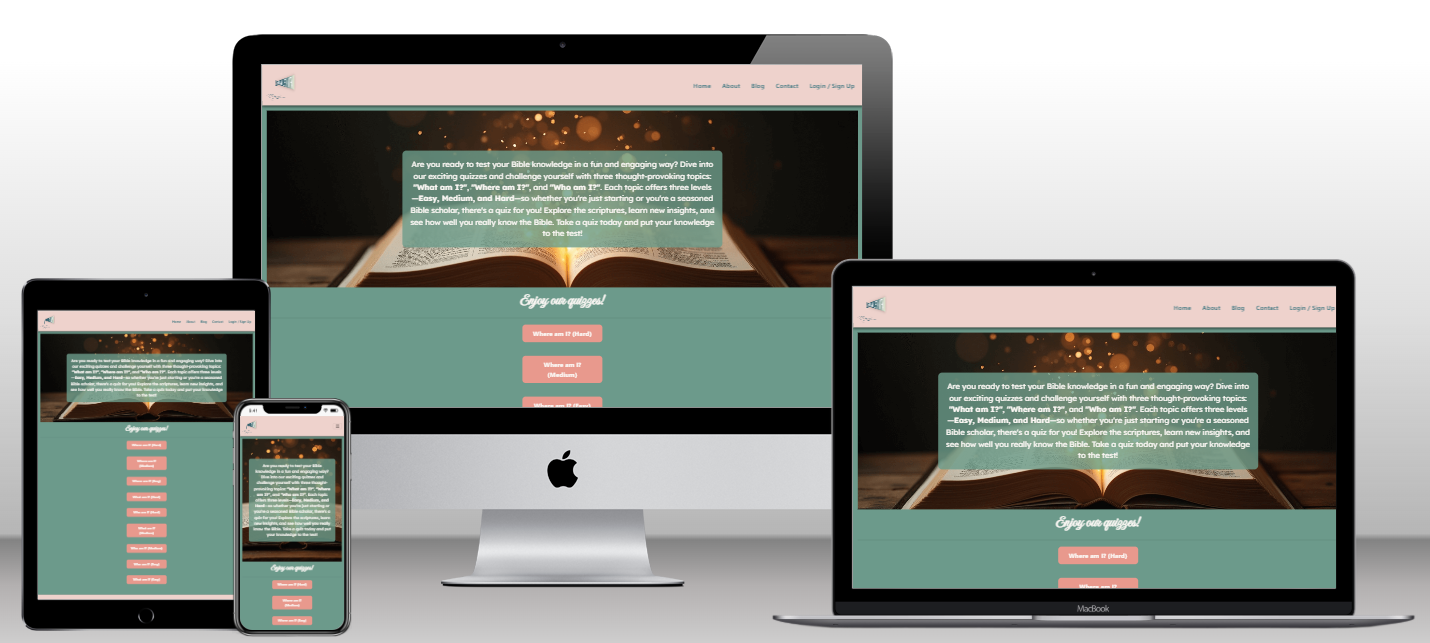 Home About Blog Contact Login / Sign Up
Are you ready to test your Bible knowledge in a fun and engaging way? Dive into
our exciting quizzes and challenge yourself with three thought-provoking topics:
"What am I?", "Where am I?", and "Who am I?". Each topic offers three levels
—Easy, Medium, and Hard—so whether you're just starting or you're a seasoned
Bible scholar, there's a quiz for you! Explore the scriptures, learn new insights, and
see how well you really know the Bible. Take a quiz today and put your knowledge
to the test!
Enjoy our quizzes!
Where am I? (Hard)
Where am I?
(Medium)
Where am I? (Easy)
Home About Blog Contact Login / Sign Up
Are you ready to test your Bible knowledge in a fun and engaging way? Dive into
our exciting quizzes and challenge yourself with three thought-provoking topics:
"What am I?", "Where am I?", and "Who am I?". Each topic offers three levels
—Easy, Medium, and Hard—so whether you're just starting or you're a seasoned
Bible scholar, there's a quiz for you! Explore the scriptures, learn new insights, and
see how well you really know the Bible. Take a quiz today and put your knowledge
to the test!
Enjoy our quizzes!
Where am I? (Hard)
Where am I?
MacBook
Home About Blog Contact Login / Sign Up
Are you ready to test your Bible knowledge in a fun and engaging way? Dive into
our exciting quizzes and challenge yourself with three thought-provoking topics:
"What am I?", "Where am I?", and "Who am I?". Each topic offers three levels
—Easy, Medium, and Hard—so whether you're just starting or you're a seasoned
Bible scholar, there's a quiz for you! Explore the scriptures, learn new insights, and
see how well you really know the Bible. Take a quiz today and put your knowledge
to the test!
Enjoy our quizzes!
Where am I? (Hard)
Where am I?
(Medium)
Where am I? (Easy)
What am I?
(Medium)
Who am I? (Medium)
Who am I? (Easy)
What am I? (Easy)
Are you ready to test your Bible
knowledge in a fun and engaging way?
Dive into our exciting quizzes and
challenge yourself with three thought-
provoking topics: "What am I?", "Where
am I?", and "Who am I?". Each topic
offers three levels—Easy, Medium, and
Hard—so whether you're just starting or
you're a seasoned Bible scholar, there's a
quiz for you! Explore the scriptures, learn
new insights, and see how well you really
know the Bible. Take a quiz today and put
your knowledge to the test!
Enjoy our quizzes!
Where am I? (Hard)
Where am I?
(Medium)
Where am I? (Easy)